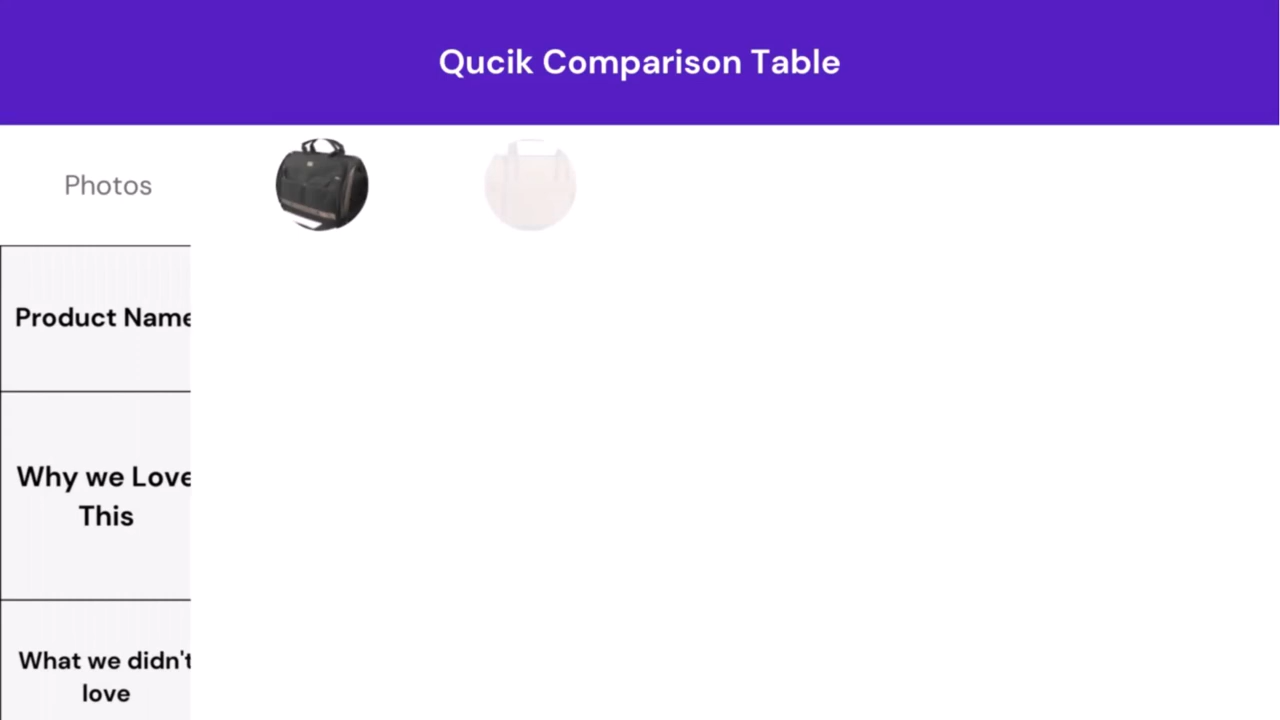 Qucik Comparison Table
Photos
Product Name
Why we Love
This
What we didn't
love